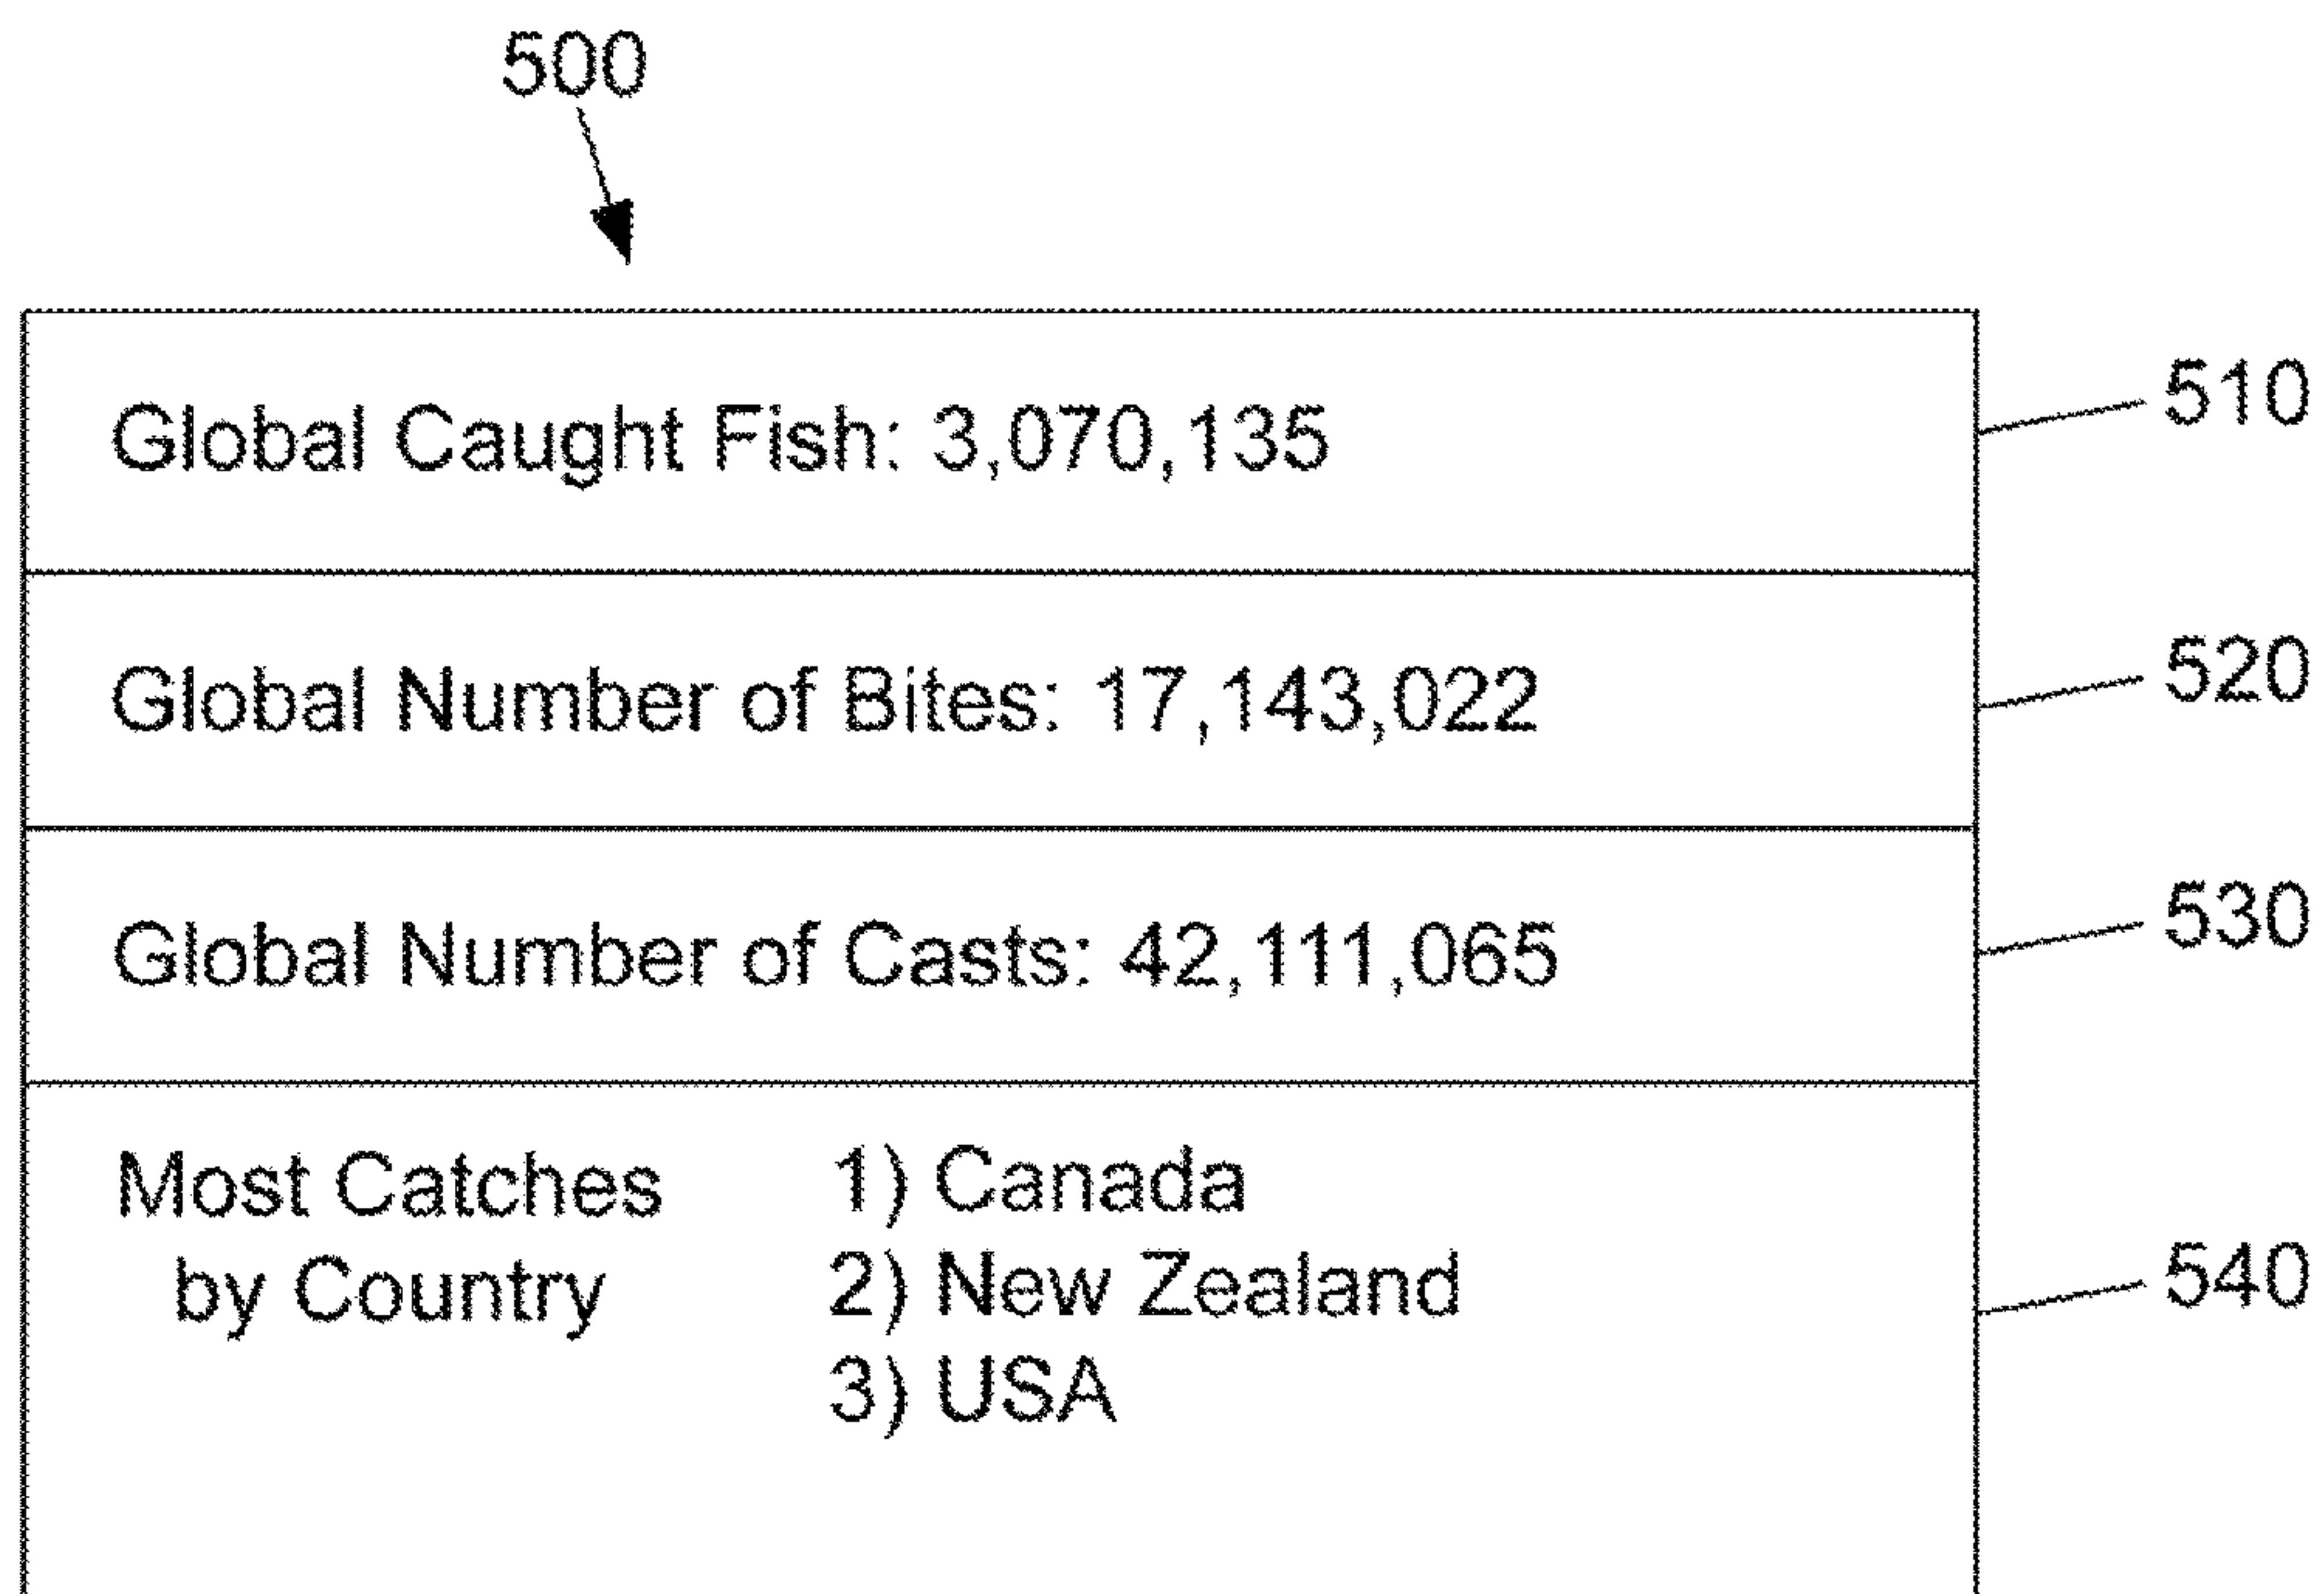 500
Global Caught Fish: 3,070,135
510
Global Number of Bites: 17,143,022
520
Global Number of Casts: 42,111,065
530
Most Catches
by Country
1) Canada
2) New Zealand
3) USA
540